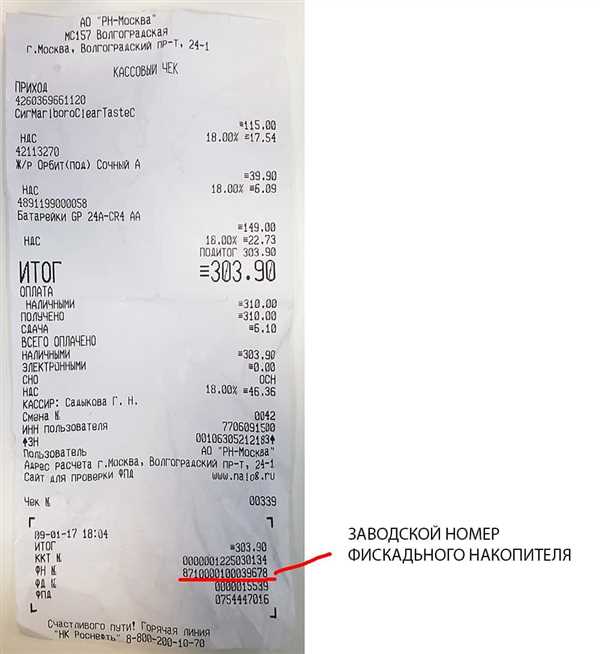 АО "РН-Москва"
МС157 Волгоградская
г.Москва, Волгоградский пр-т, 24-1
КАССОВЫЙ ЧЕК
ПРИХОД
4260369661120
СигMarlboroClearTasteС
≡115.00
НДС 18.00% ≡17.54
42113270
Ж/Р Орбит(под) Сочный А
≡39.90
НДС 18.00% ≡6.09
4891199000058
Батарейки GP 24A-CR4 AA
≡149.00
НДС 18.00% ≡22.73
ПОДИТОГ 303.90
ИТОГ ≡303.90
ОПЛАТА
НАЛИЧНЫМИ ≡310.00
ПОЛУЧЕНО ≡310.00
СДАЧА ≡6.10
ВСЕГО ОПЛАЧЕНО
НАЛИЧНЫМИ ≡303.90
ЭЛЕКТРОННЫМИ ≡0.00
СНО ОСН
НДС 18.00% ≡46.36
КАССИР: Садыкова Г. Н.
Смена № 0042
ИНН пользователя 7706091500
♠ЗН 00106305212183♠
Пользователь АО "РН-Москва"
Адрес расчета г.Москва, Волгоградский пр-т, 24-1
Сайт для проверки ФПД www.nalog.ru
Чек № 00339
09-01-17 18:04
ИТОГ ≡303.90
ККТ № 0000001225030134
ФН № 8710000100039678
ФД № 0000015539
ФПД 0754447016
Счастливого пути! Горячая линия
"НК Роснефть" 8-800-200-10-70
ЗАВОДСКОЙ НОМЕР
ФИСКАДЬНОГО НАКОПИТЕЛЯ